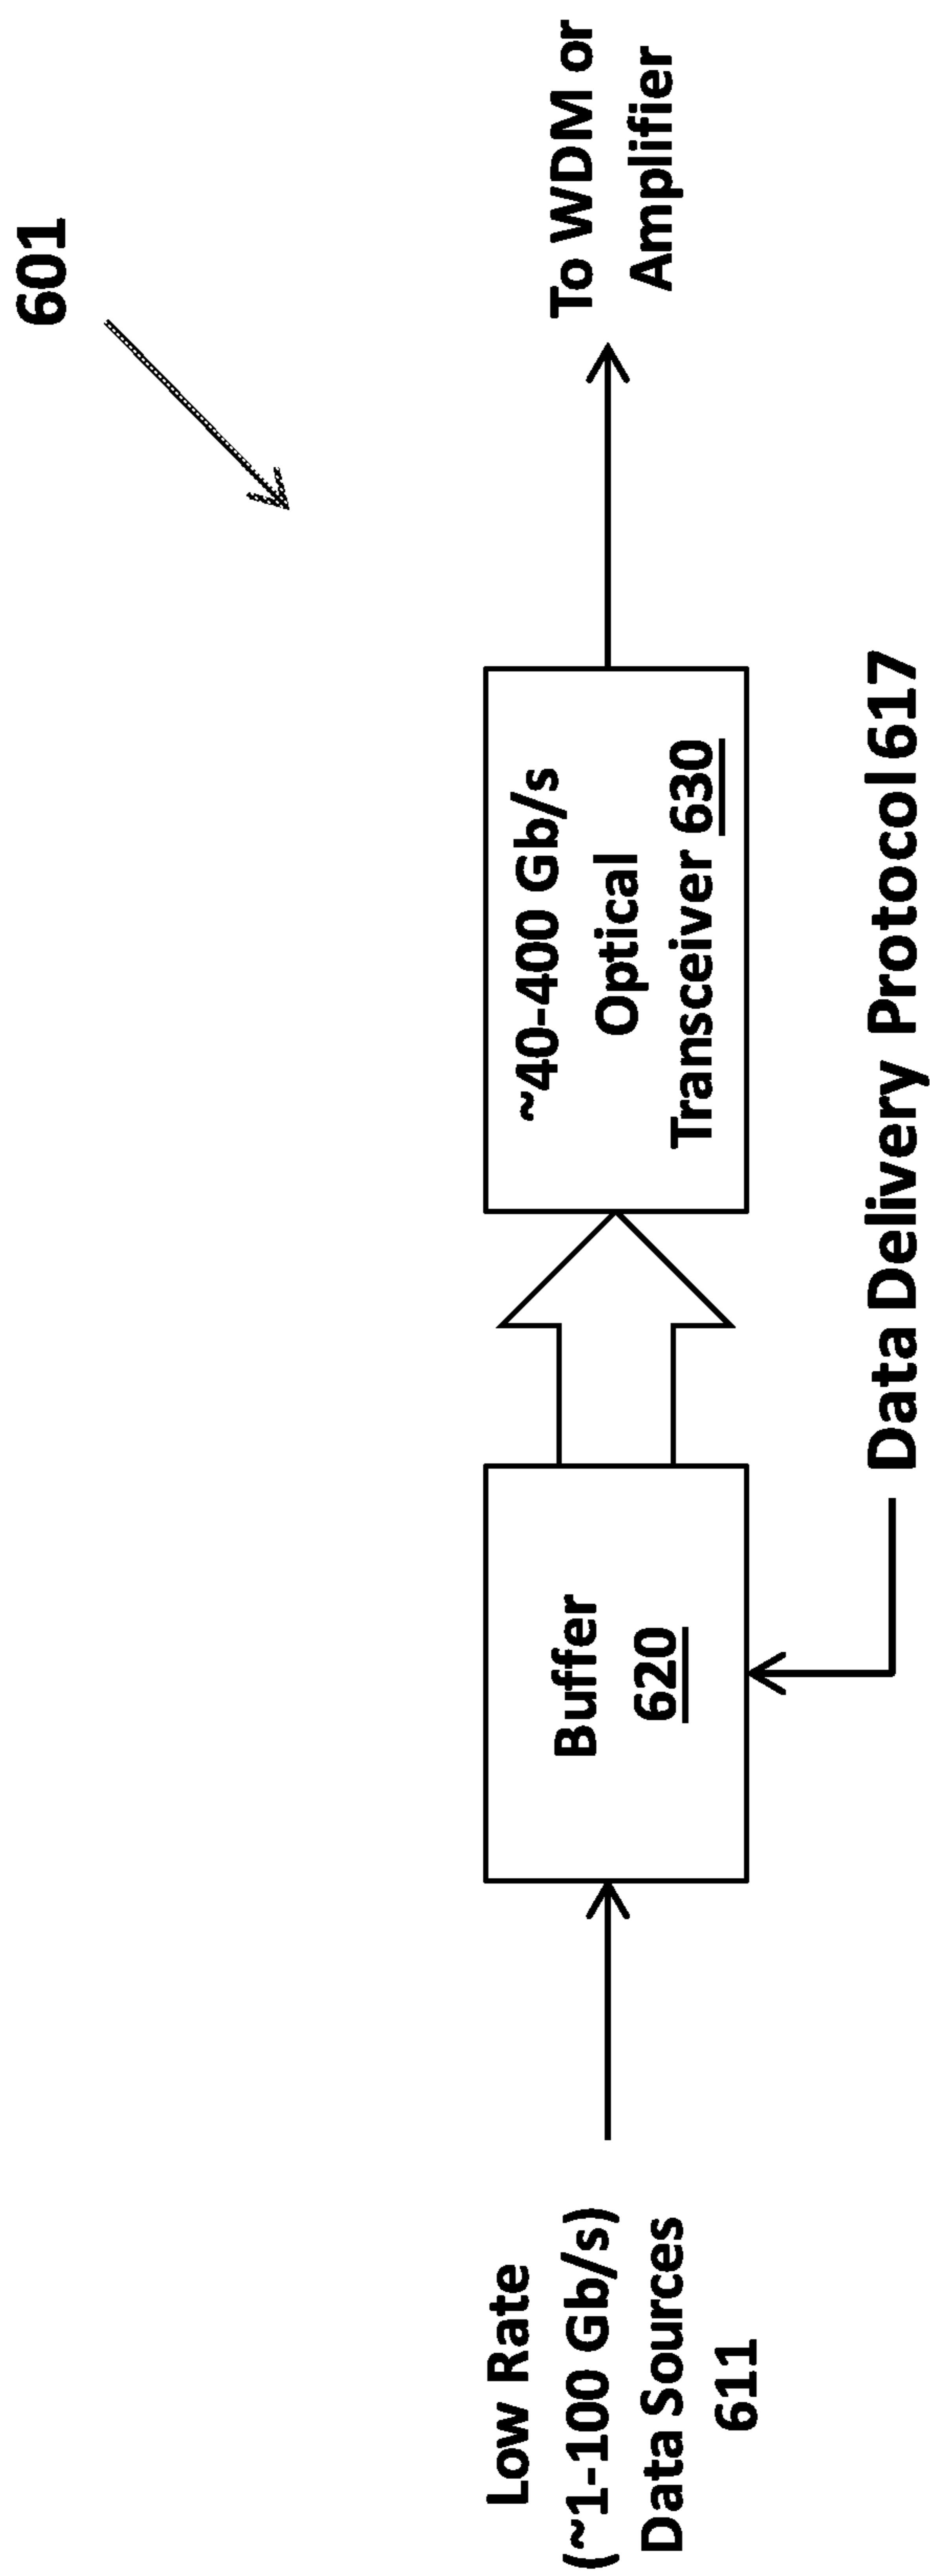 601
Low Rate
(~1-100 Gb/s)
Data Sources
611
Buffer
620
~40-400 Gb/s
Optical
Transceiver 630
To WDM or
Amplifier
Data Delivery Protocol 617